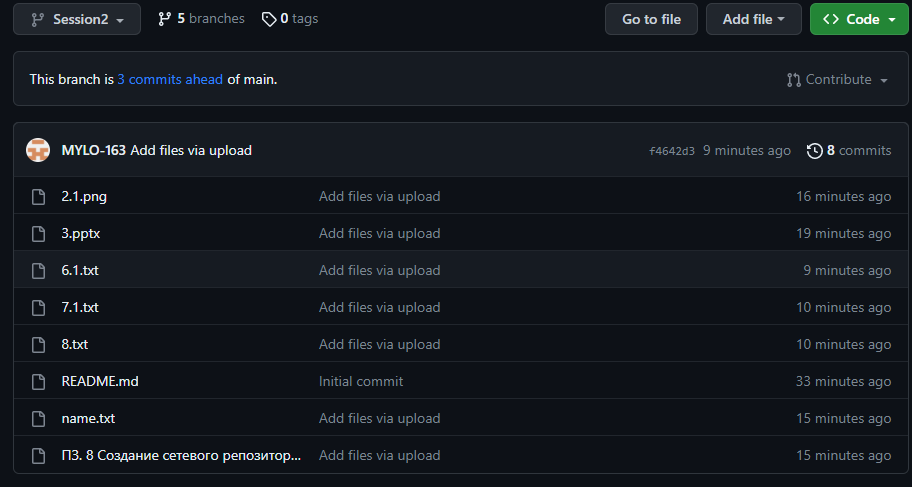 Session2 5 branches 0 tags Go to file Add file Code
This branch is 3 commits ahead of main. Contribute
MYLO-163 Add files via upload f4642d3 9 minutes ago 8 commits
2.1.png Add files via upload 16 minutes ago
3.pptx Add files via upload 19 minutes ago
6.1.txt Add files via upload 9 minutes ago
7.1.txt Add files via upload 10 minutes ago
8.txt Add files via upload 10 minutes ago
README.md Initial commit 33 minutes ago
name.txt Add files via upload 15 minutes ago
ПЗ. 8 Создание сетевого репозитор... Add files via upload 15 minutes ago